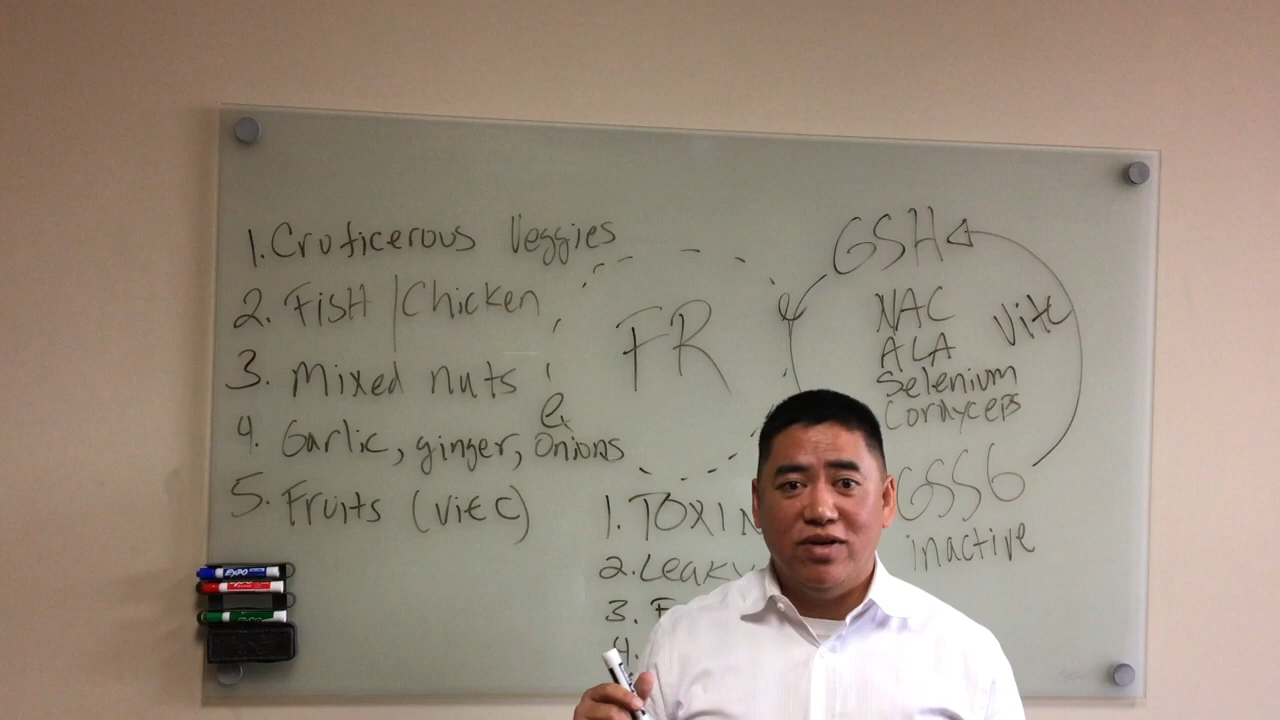 1. Cruticerous Veggies
2. Fish/Chicken
3. Mixed nuts
4. Garlic, ginger, onions
5. Fruits (vit C)
FR
e
GSH
NAC
ALA
Selenium
Cordyceps
Vit C
GSSG
inactive
1. TOXIN
2. Leaky
3. F
4.
EXPO